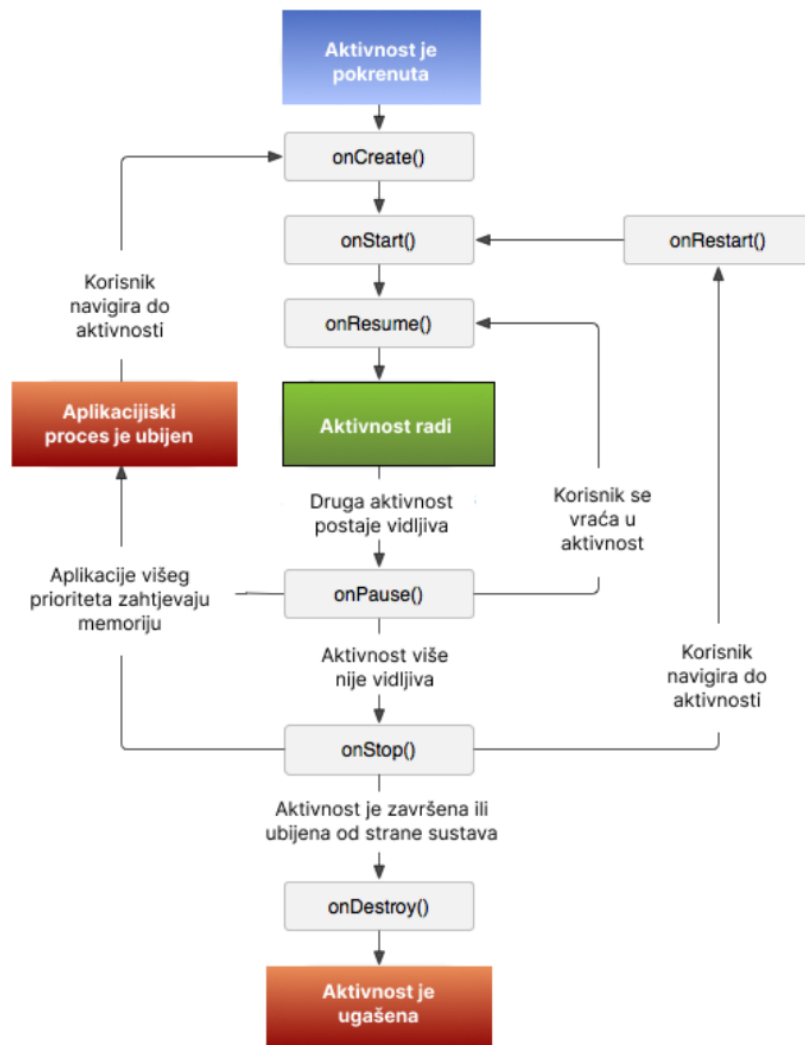 Aktivnost je
pokrenuta
onCreate()
onStart()
onRestart()
Korisnik
navigira do
aktivnosti
onResume()
Aplikacijiski
proces je ubijen
Aktivnost radi
Druga aktivnost
postaje vidljiva
Korisnik se
vraća u
aktivnost
Aplikacije višeg
prioriteta zahtjevaju
memoriju
onPause()
Aktivnost više
nije vidljiva
Korisnik
navigira do
aktivnosti
onStop()
Aktivnost je završena ili
ubijena od strane sustava
onDestroy()
Aktivnost je
ugašena